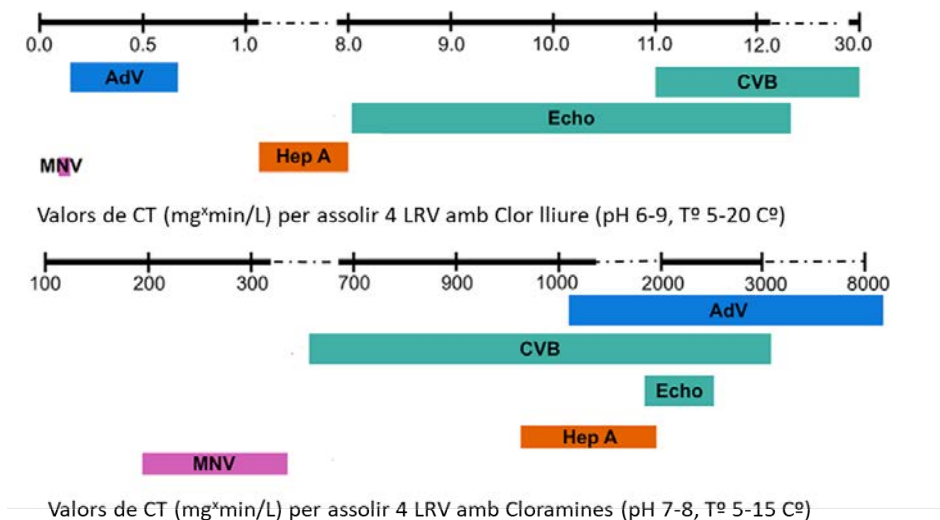 0.0 0.5 1.0 8.0 9.0 10.0 11.0 12.0 30.0
AdV CVB
Echo
Hep A
MNV
Valors de CT (mgˣmin/L) per assolir 4 LRV amb Clor lliure (pH 6-9, Tº 5-20 Cº)
100 200 300 700 900 1000 2000 3000 8000
AdV
CVB
Echo
Hep A
MNV
Valors de CT (mgˣmin/L) per assolir 4 LRV amb Cloramines (pH 7-8, Tº 5-15 Cº)